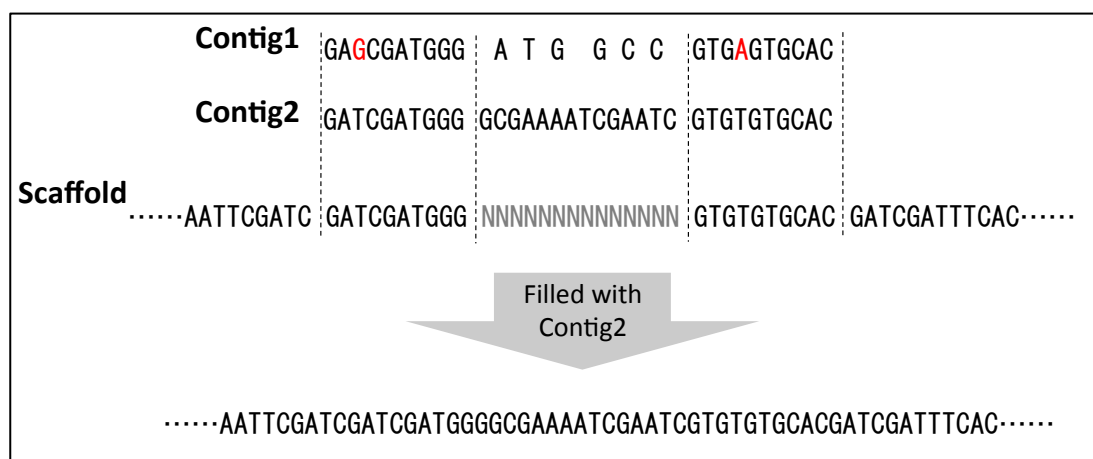 Contig1 GAGCGATGGG A T G G C C GTGAGTGCAC
Contig2 GATCGATGGG GCGAAAATCGAATC GTGTGTGCAC
Scaffold ······AATTCGATC GATCGATGGG NNNNNNNNNNNNNN GTGTGTGCAC GATCGATTTCAC······
Filled with
Contig2
······AATTCGATCGATCGATGGGGCGAAAATCGAATCGTGTGTGCACGATCGATTTCAC······